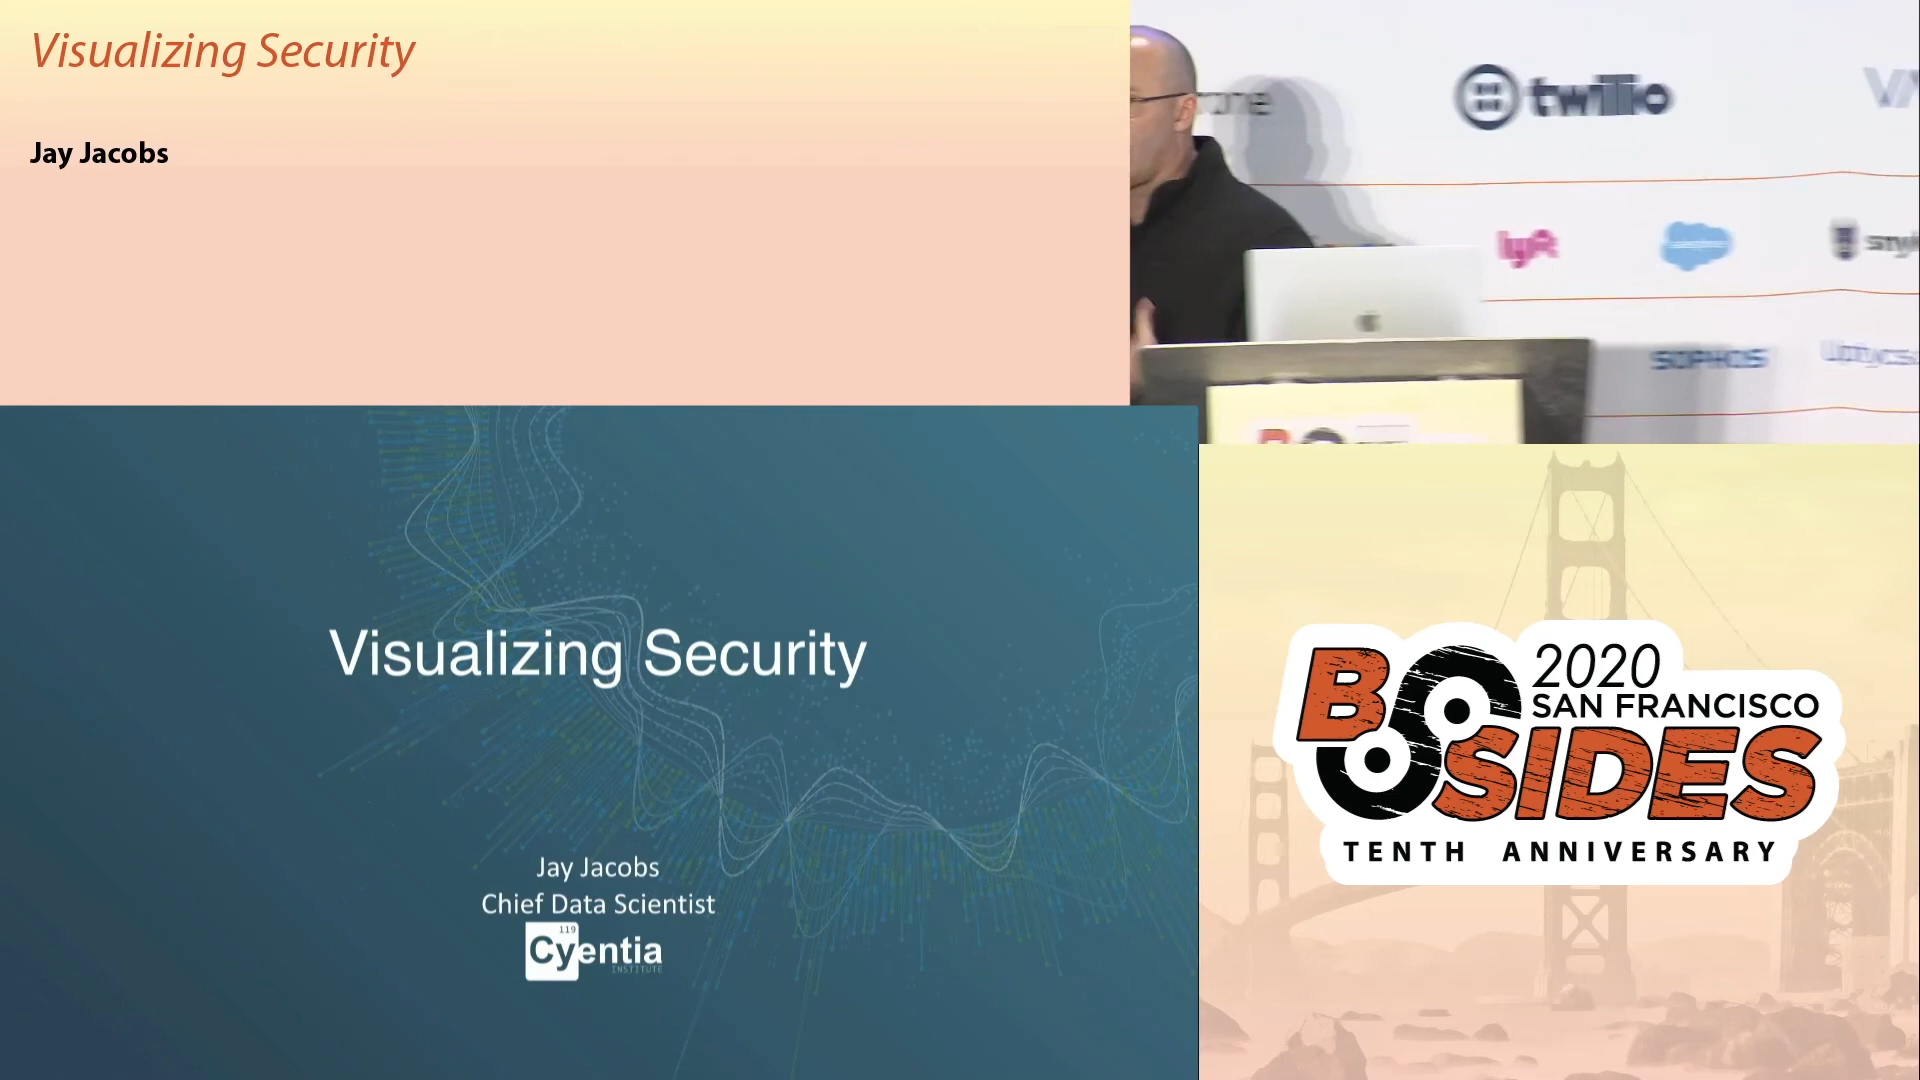 Visualizing Security
Jay Jacobs
twilio
lyft
salesforce
SOPHOS
Visualizing Security
Jay Jacobs
Chief Data Scientist
119
Cyentia
INSTITUTE
2020
SAN FRANCISCO
BSIDES
TENTH ANNIVERSARY